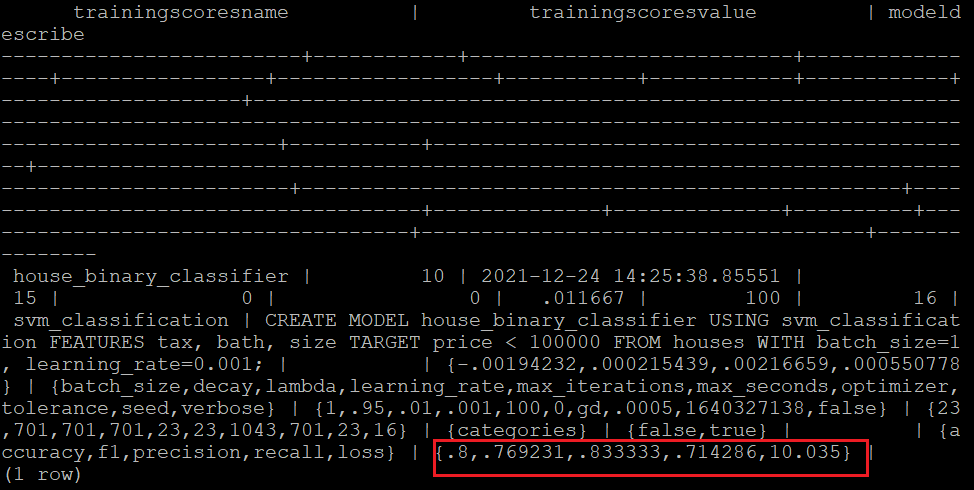 trainingscoresname | trainingscoresvalue | modeld
escribe
--------------------------+-------------+----------------------------+-------------
----+------------------+-------------------+------------+------------+------------+
---------------------+------------------------------------------------------------
---------------------------------------------------------------------------------
------------------------+-----------+---------------------------------------------
--+------------------------------------------------------------------------------
-------------------------+---------------------------------------------------+----
------------------------------------+--------------+---------------+----------+---
-----------------------------------+--------------------------------------+-------
--------
house_binary_classifier | 10 | 2021-12-24 14:25:38.85551 |
15 | 0 | 0 | .011667 | 100 | 16 |
svm_classification | CREATE MODEL house_binary_classifier USING svm_classificat
ion FEATURES tax, bath, size TARGET price < 100000 FROM houses WITH batch_size=1
, learning_rate=0.001; | | {-.00194232,.000215439,.00216659,.000550778
} | {batch_size,decay,lambda,learning_rate,max_iterations,max_seconds,optimizer,
tolerance,seed,verbose} | {1,.95,.01,.001,100,0,gd,.0005,1640327138,false} | {23
,701,701,701,23,23,1043,701,23,16} | {categories} | {false,true} | | {a
ccuracy,f1,precision,recall,loss} | {.8,.769231,.833333,.714286,10.035} |
(1 row)